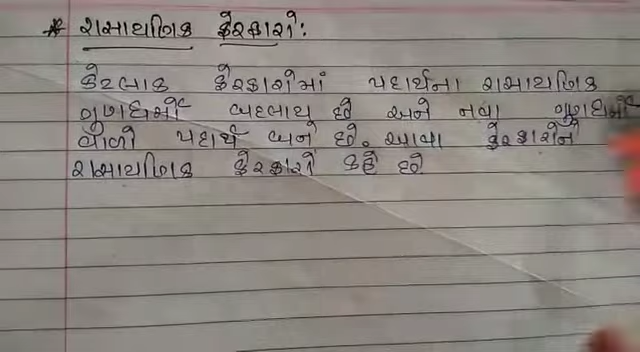 * રાસાયણિક ફેરફારો:
કેટલાક ફેરફારોમાં પદાર્થના રાસાયણિક
ગુણધર્મો બદલાય છે અને નવા ગુણધર્મો
વાળો પદાર્થ બને છે. આવા ફેરફારોને
રાસાયણિક ફેરફારો કહે છે